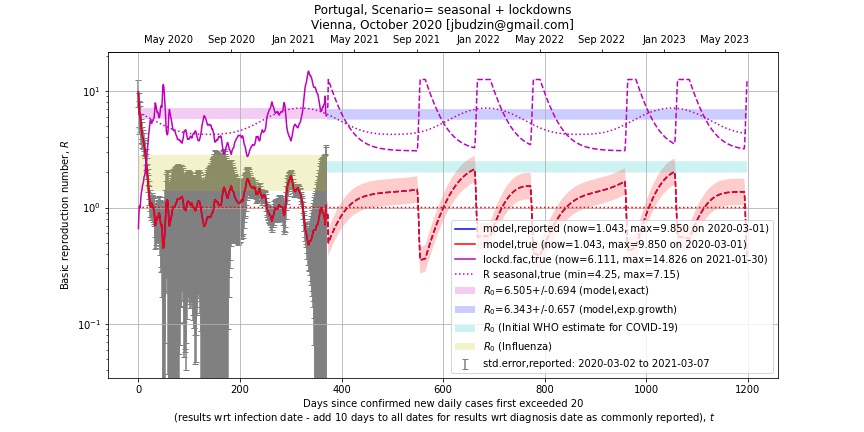 Portugal, Scenario= seasonal + lockdowns
Vienna, October 2020 [jbudzin@gmail.com]
May 2020 Sep 2020 Jan 2021 May 2021 Sep 2021 Jan 2022 May 2022 Sep 2022 Jan 2023 May 2023
Basic reproduction number, R
10¹
10⁰
10⁻¹
model,reported (now=1.043, max=9.850 on 2020-03-01)
model,true (now=1.043, max=9.850 on 2020-03-01)
lockd.fac,true (now=6.111, max=14.826 on 2021-01-30)
R seasonal,true (min=4.25, max=7.15)
R₀=6.505+/-0.694 (model,exact)
R₀=6.343+/-0.657 (model,exp.growth)
R₀ (Initial WHO estimate for COVID-19)
R₀ (Influenza)
std.error,reported: 2020-03-02 to 2021-03-07
0 200 400 600 800 1000 1200
Days since confirmed new daily cases first exceeded 20
(results wrt infection date - add 10 days to all dates for results wrt diagnosis date as commonly reported), t